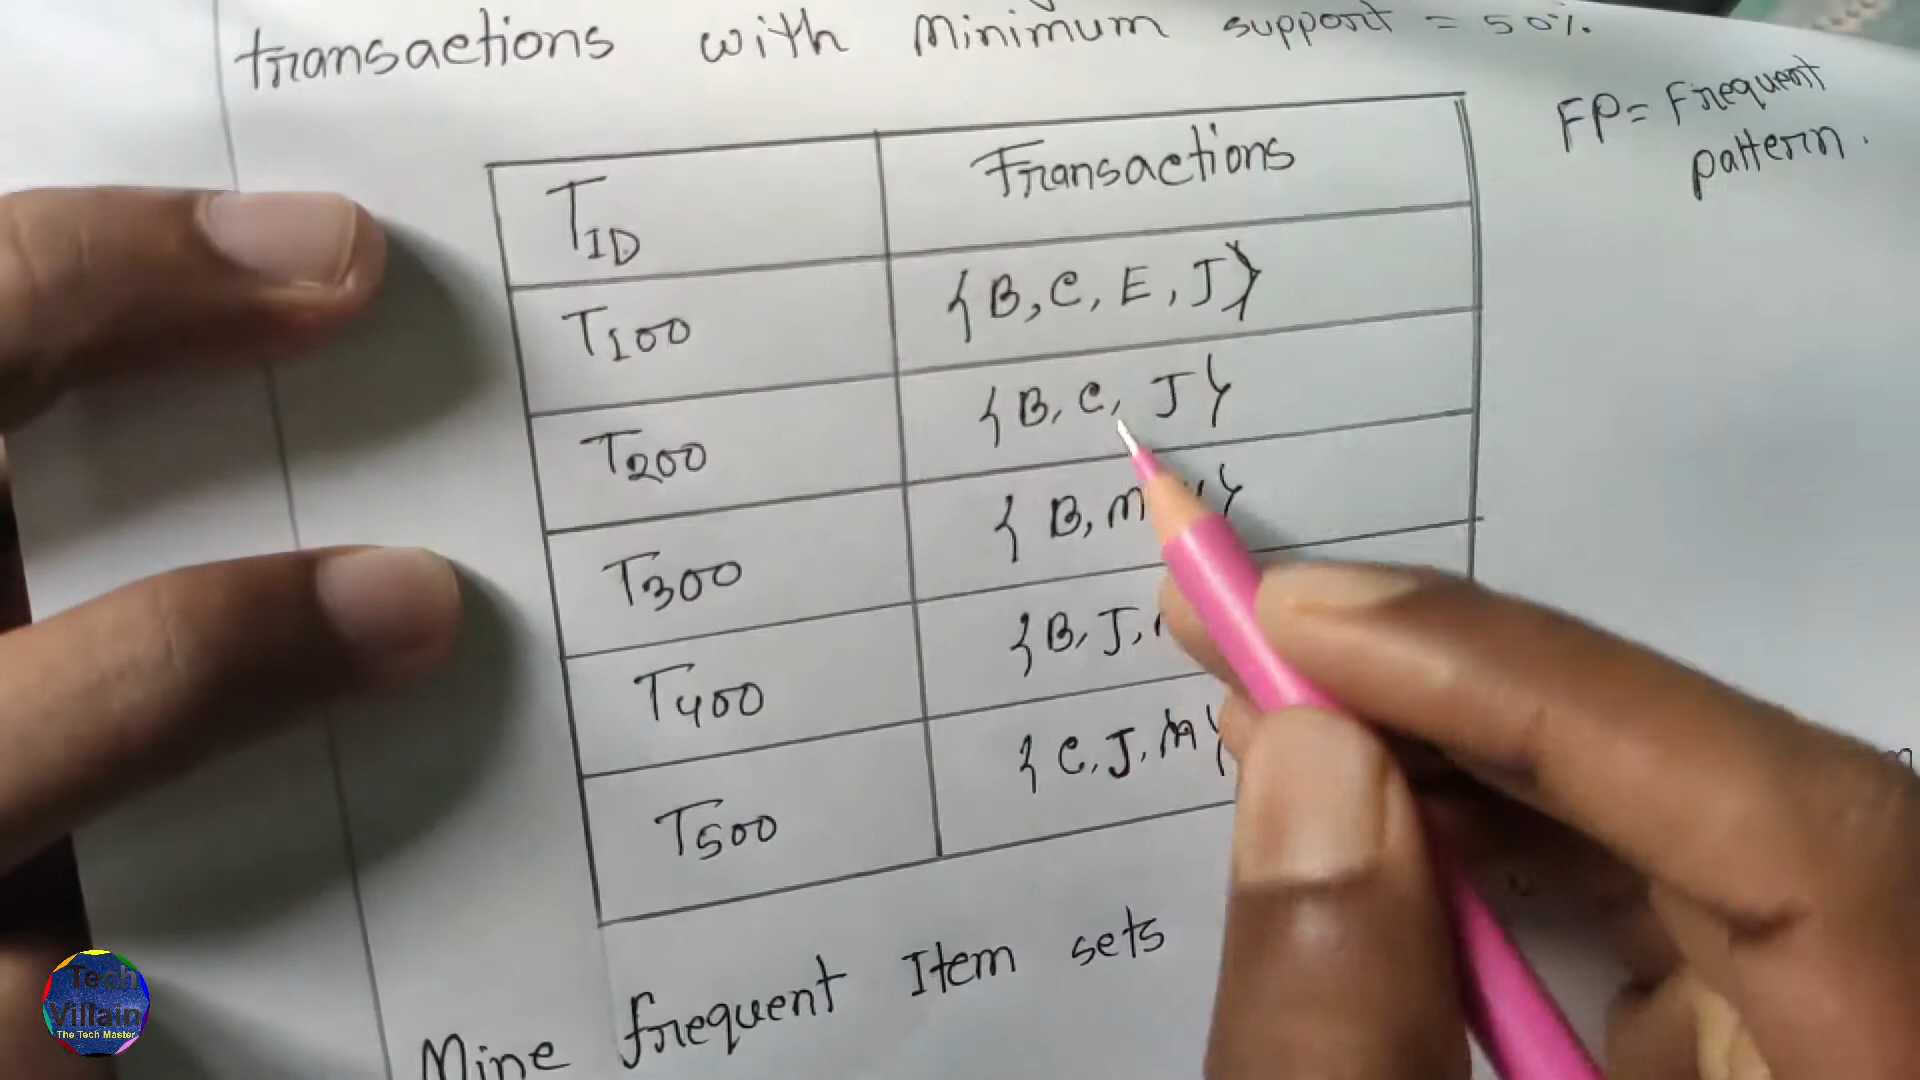 transactions with Minimum support = 50%.
FP = Frequent
pattern.
TID Transactions
T100 {B, C, E, J}
T200 {B, C, J}
T300 { B, M
T400 {B, J,
T500 { C, J, M}
Mine frequent Item sets
Tech
Villain
The Tech Master